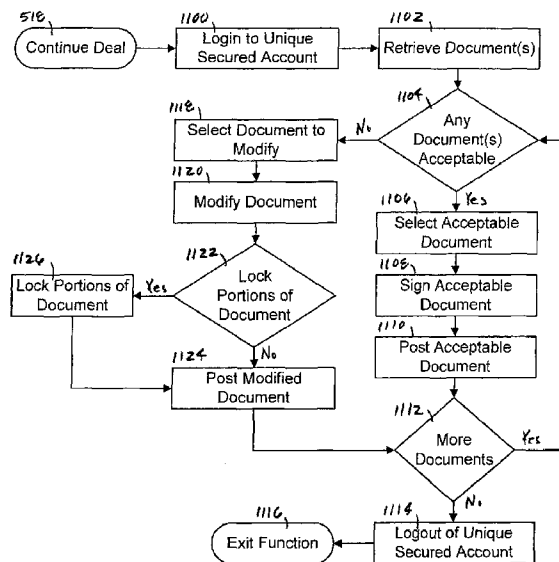 518
Continue Deal
1100
Login to Unique
Secured Account
1102
Retrieve Document(s)
1104
Any
Document(s)
Acceptable
No
Yes
1118
Select Document to
Modify
1120
Modify Document
1122
Lock
Portions of
Document
Yes
No
1126
Lock Portions of
Document
1124
Post Modified
Document
1106
Select Acceptable
Document
1108
Sign Acceptable
Document
1110
Post Acceptable
Document
1112
More
Documents
Yes
No
1114
Logout of Unique
Secured Account
1116
Exit Function